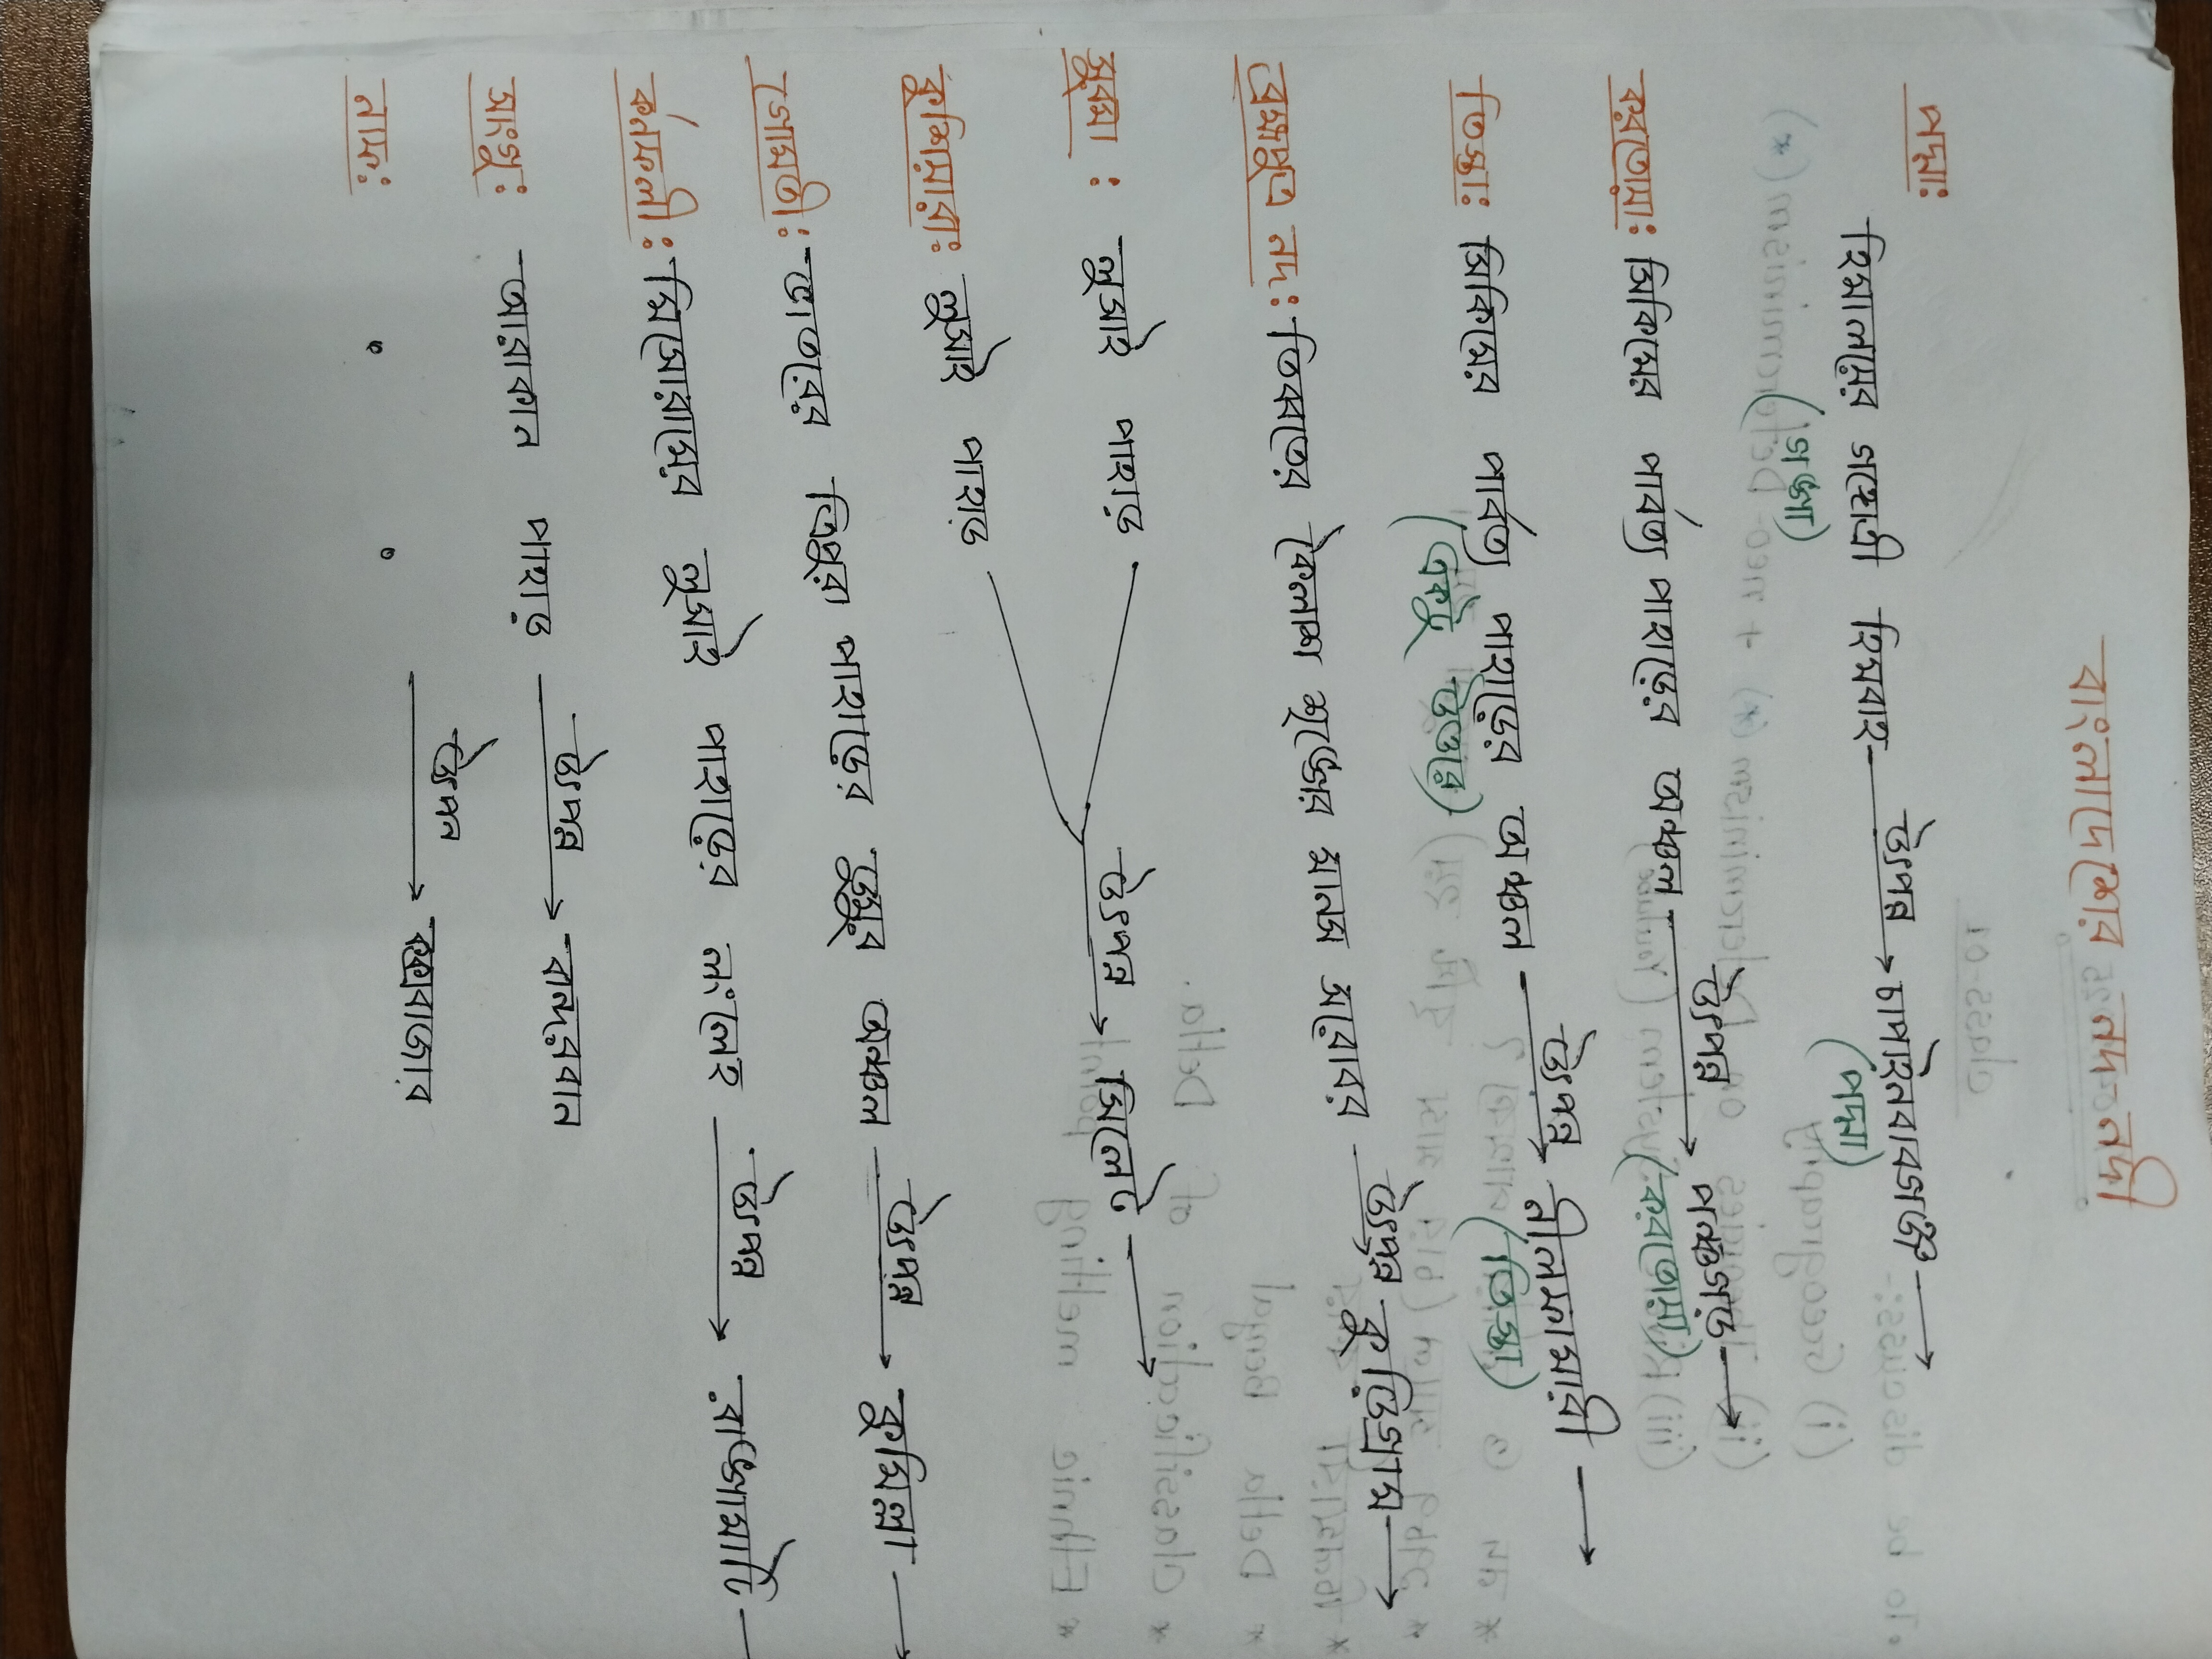 বাংলাদেশের নদ-নদী
পদ্মাঃ
হিমালয়ের গঙ্গোত্রী হিমবাহ উৎপন্ন→ চাপাইনবাবগঞ্জ →
(গঙ্গা) (পদ্মা)
করতোয়াঃ সিকিমের পার্বত্য পাহাড়ের অঞ্চল উৎপন্ন→ পঞ্চগড় →
(করতোয়া)
তিস্তাঃ সিকিমের পার্বত্য পাহাড়ের অঞ্চল উৎপন্ন→ নীলফামারী →
(একটু উত্তরে) (তিস্তা)
ব্রহ্মপুত্র নদঃ তিব্বতের কৈলাশ শৃঙ্গের মানস সরোবর উৎপন্ন→ কুড়িগ্রাম →
সুরমা : লুসাই পাহাড় উৎপন্ন→ সিলেট →
কুশিয়ারাঃ লুসাই পাহাড়
গোমতীঃ ভাতরের ত্রিপুরা পাহাড়ের ডুমুর অঞ্চল উৎপন্ন→ কুমিল্লা →
কর্নফলীঃ মিসোরামের লুসাই পাহাড়ের লংলেহ উৎপন্ন→ রাঙ্গামাটি
সাংগুঃ আরাকান পাহাড় উৎপন্ন→ বান্দরবান
নাফঃ উৎপন→ কক্সবাজার